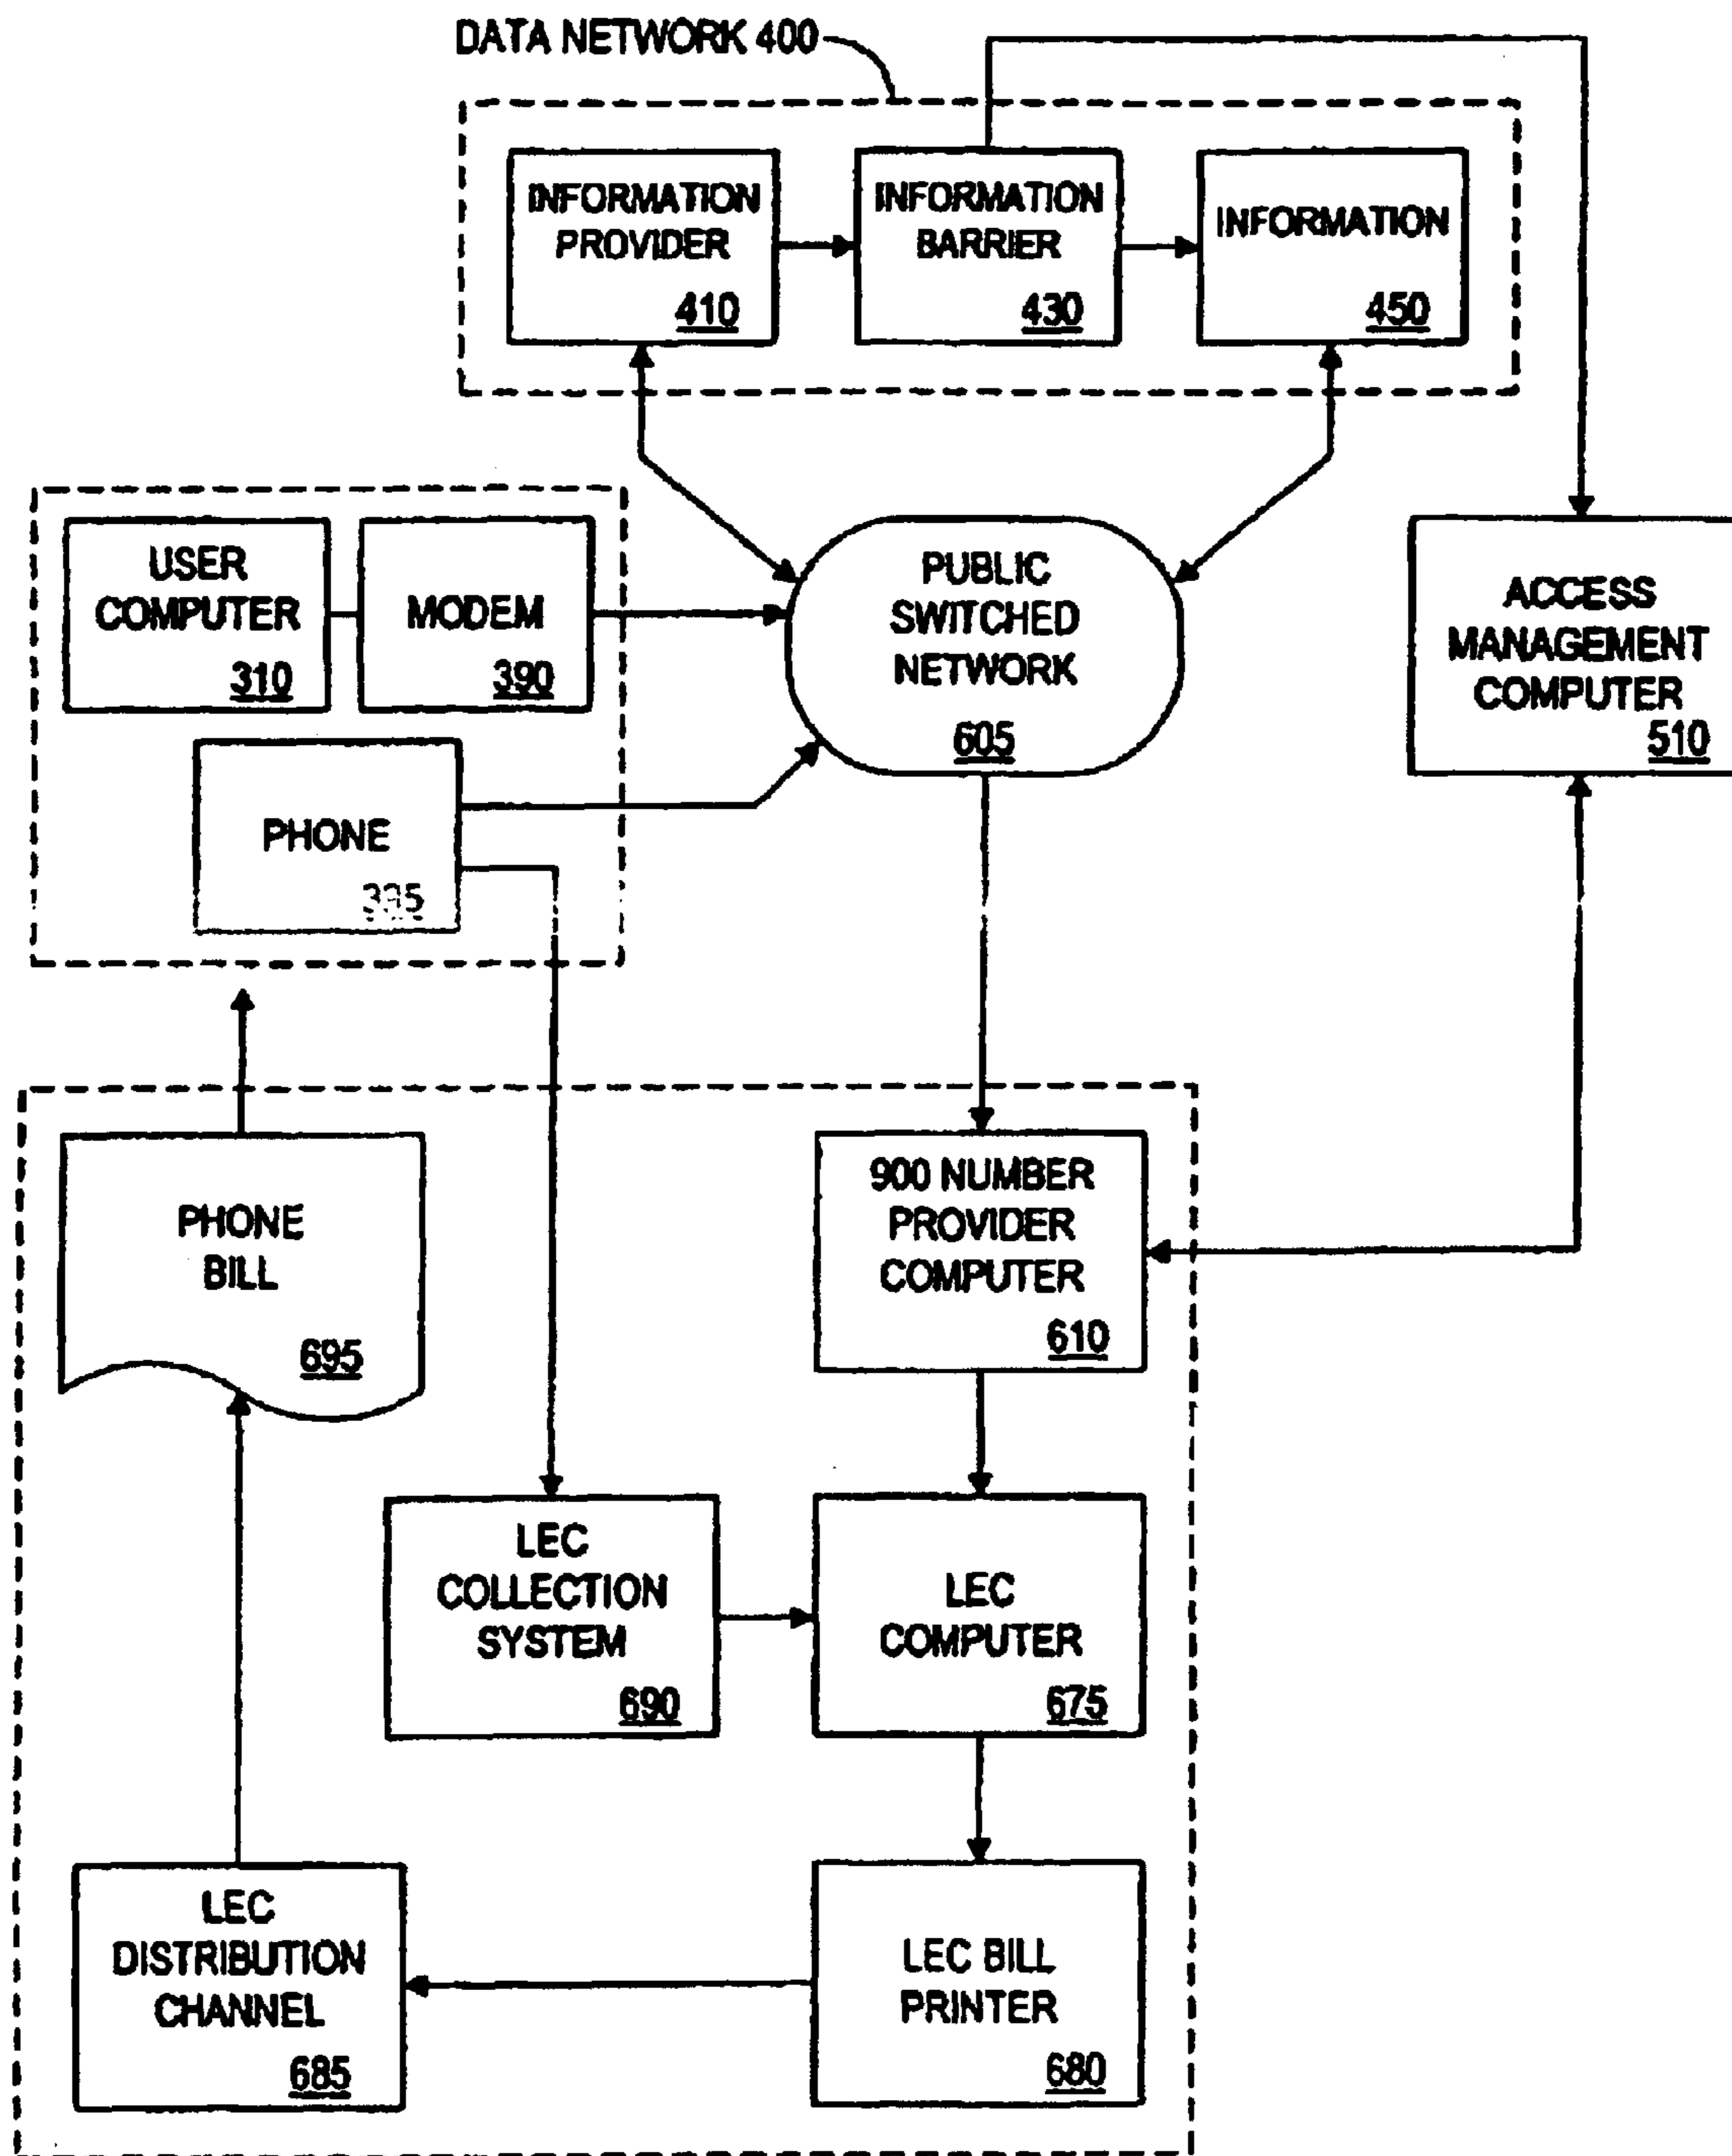 DATA NETWORK 400
INFORMATION
PROVIDER
410
INFORMATION
BARRIER
430
INFORMATION
450
USER
COMPUTER
310
MODEM
390
PUBLIC
SWITCHED
NETWORK
605
ACCESS
MANAGEMENT
COMPUTER
510
PHONE
PHONE
BILL
695
900 NUMBER
PROVIDER
COMPUTER
610
LEC
COLLECTION
SYSTEM
690
LEC
COMPUTER
675
LEC
DISTRIBUTION
CHANNEL
685
LEC BILL
PRINTER
680